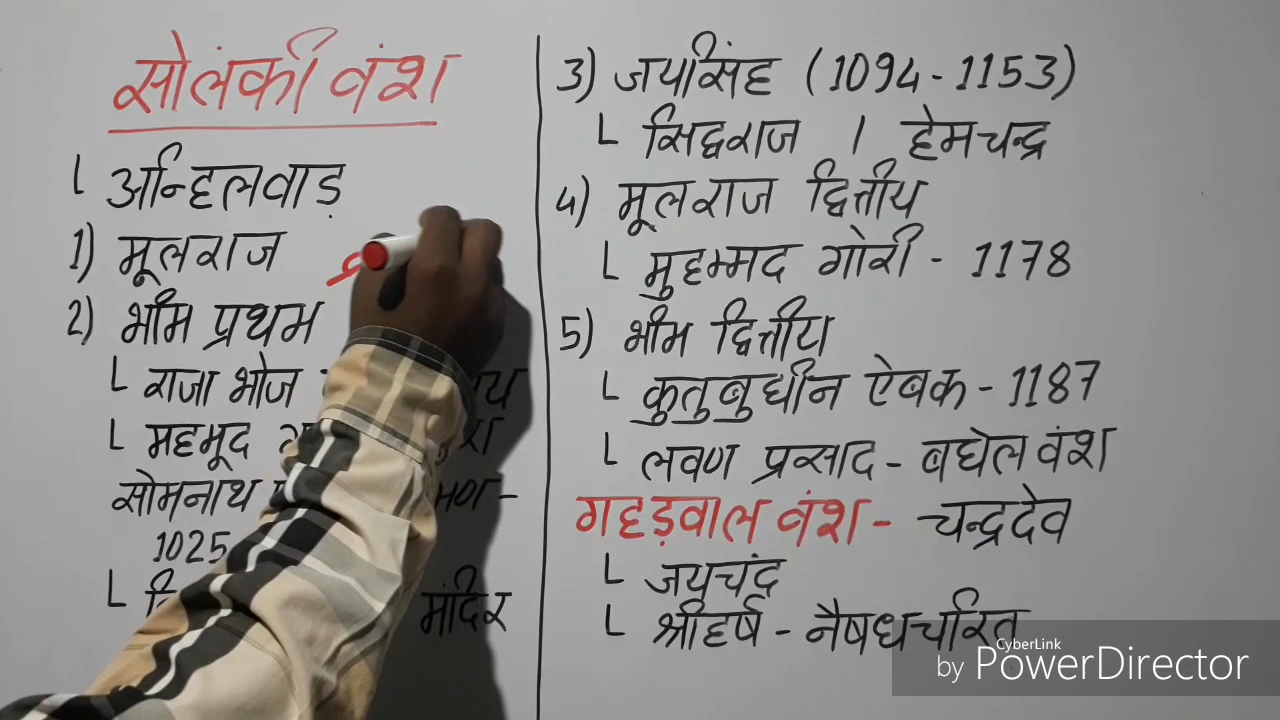 सोलंकी वंश
└ अन्हिलवाड़
1) मूलराज
2) भीम प्रथम
└ राजा भोज
└ महमूद
सोमनाथ
1025
└ मंदिर
3) जयसिंह (1094-1153)
└ सिद्धराज / हेमचन्द्र
4) मूलराज द्वित्तीय
└ मुहम्मद गोरी - 1178
5) भीम द्वित्तीय
└ कुतुबुद्दीन ऐबक - 1187
└ लवण प्रसाद - बघेल वंश
गहड़वाल वंश - चन्द्रदेव
└ जयचंद
└ श्रीहर्ष - नैषधचरित
CyberLink
by PowerDirector